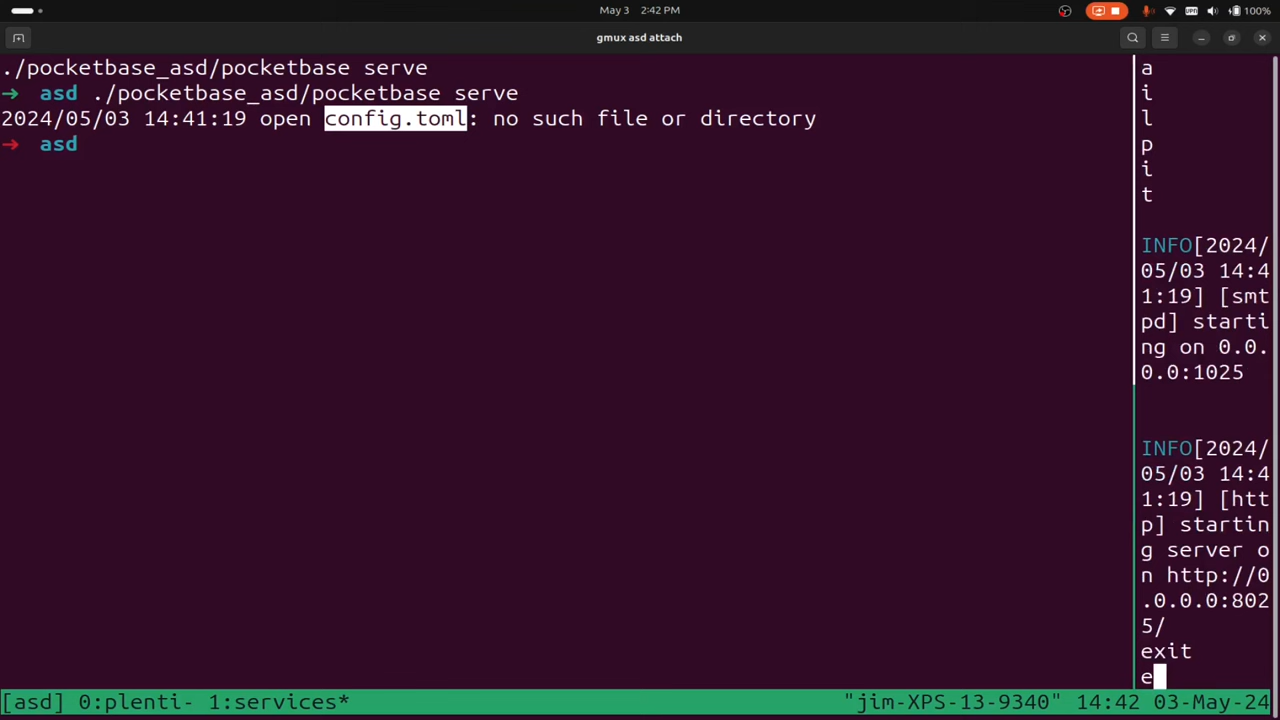 May 3 2:42 PM
100%
gmux asd attach
./pocketbase_asd/pocketbase serve
➜ asd ./pocketbase_asd/pocketbase serve
2024/05/03 14:41:19 open config.toml: no such file or directory
➜ asd
a
i
l
p
i
t
INFO[2024/
05/03 14:4
1:19] [smt
pd] starti
ng on 0.0.
0.0:1025
INFO[2024/
05/03 14:4
1:19] [htt
p] startin
g server o
n http://0
.0.0.0:802
5/
exit
e
[asd] 0:plenti- 1:services* "jim-XPS-13-9340" 14:42 03-May-24